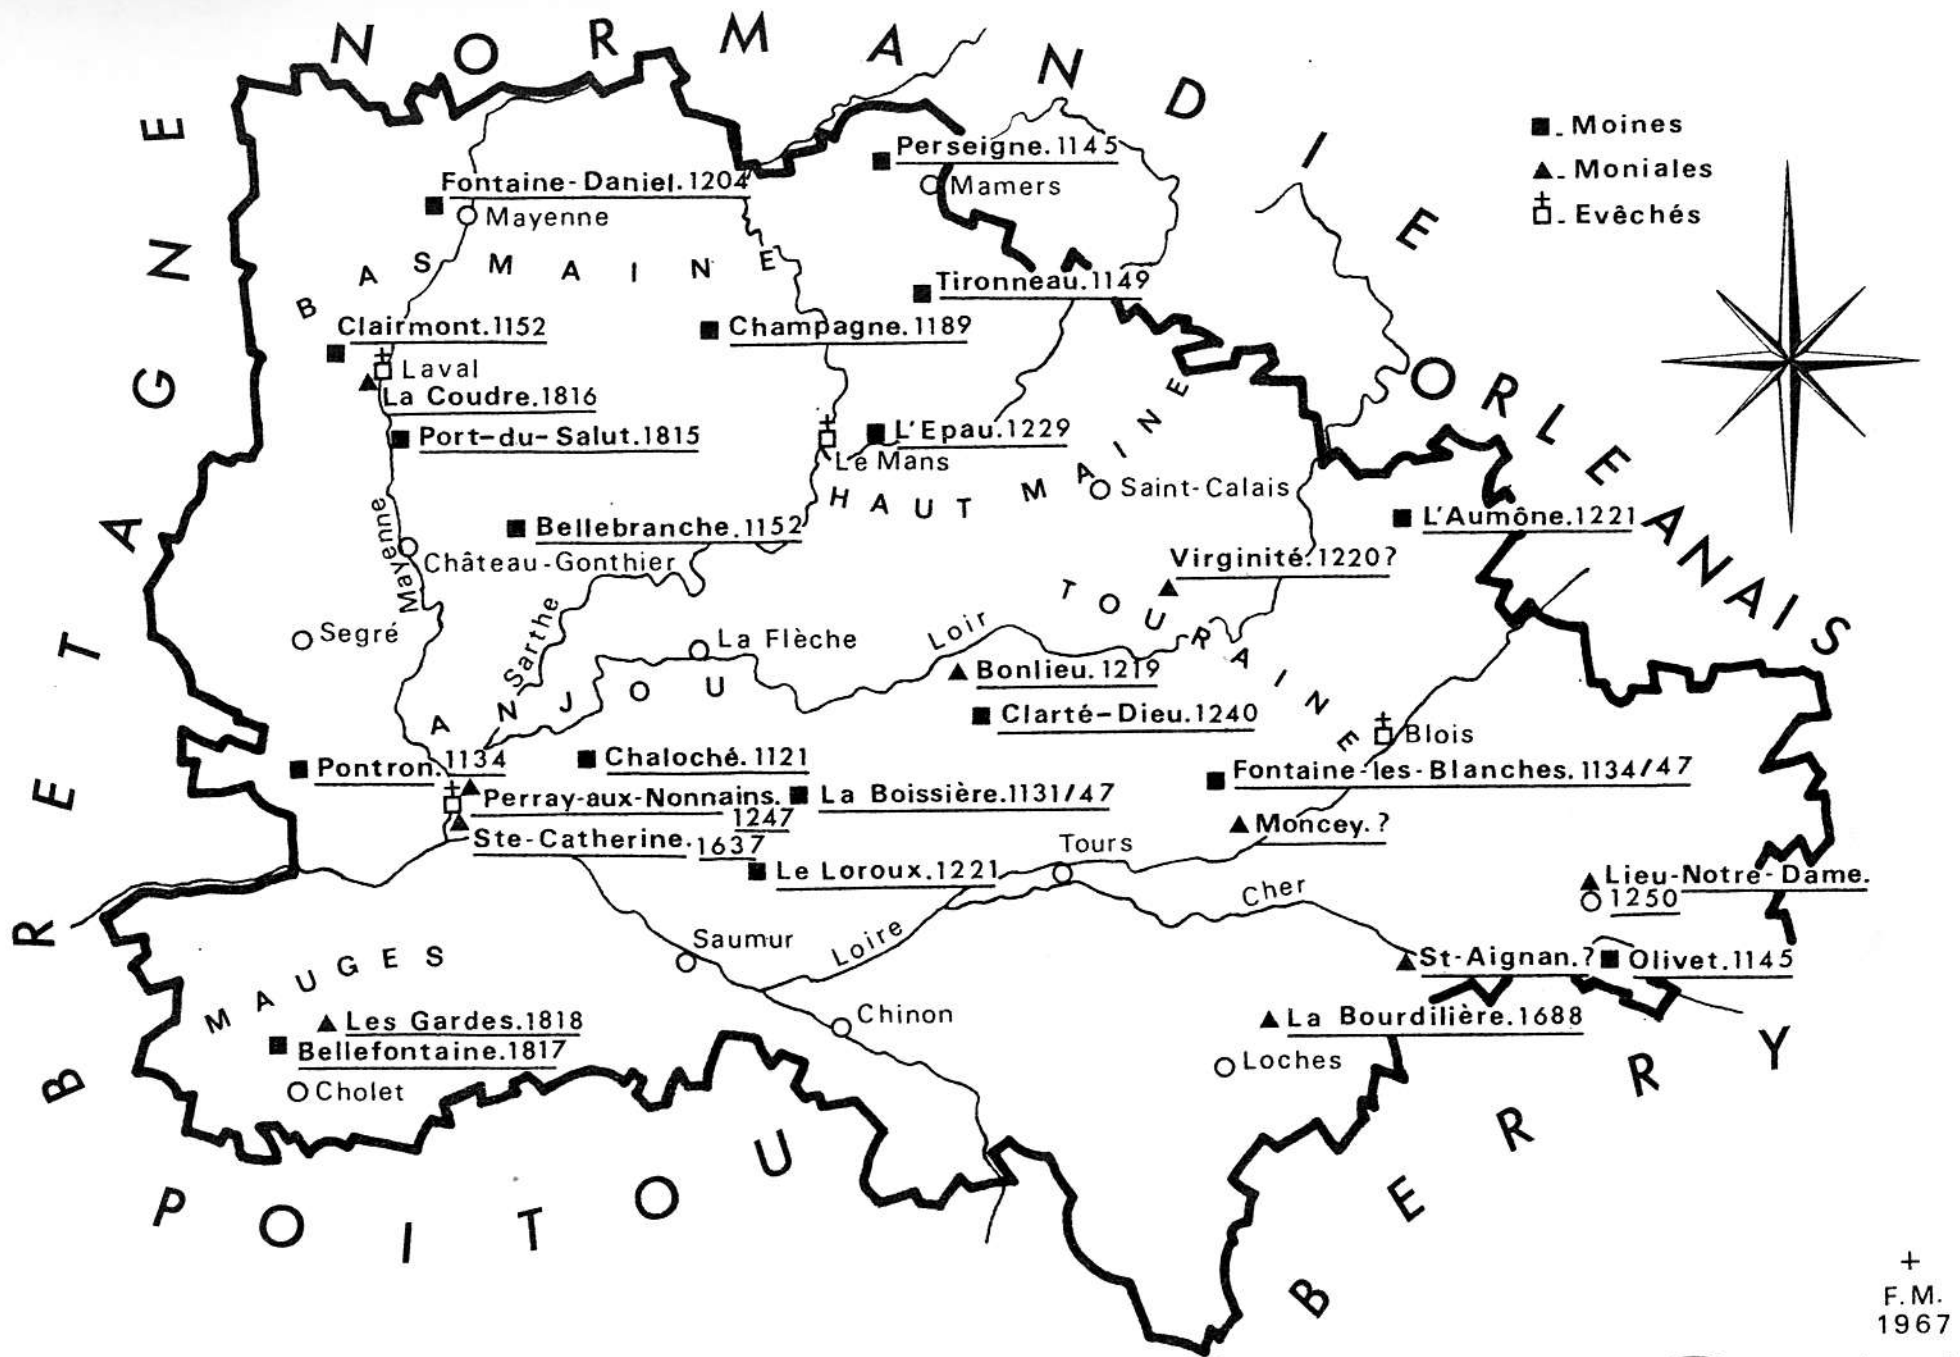 NORMANDIE
BRETAGNE
ORLEANAIS
BERRY
POITOU
■. Moines
▲. Moniales
Evêchés
Perseigne.1145
Mamers
Fontaine-Daniel.1204
Mayenne
BAS MAINE
Tironneau.1149
Clairmont.1152
Champagne.1189
Laval
La Coudre.1816
Port-du-Salut.1815
L'Epau.1229
Le Mans
HAUT MAINE
Saint-Calais
L'Aumône.1221
Bellebranche.1152
Mayenne
Château-Gonthier
Virginité.1220?
Sarthe
Segré
La Flèche
Loir
TOURAINE
Bonlieu.1219
ANJOU
Clarté-Dieu.1240
Blois
Pontron.1134
Chaloché.1121
Fontaine-les-Blanches.1134/47
Perray-aux-Nonnains.
1247
La Boissière.1131/47
Ste-Catherine.1637
Moncey.?
Tours
Le Loroux.1221
Lieu-Notre-Dame.
1250
Cher
Loire
Saumur
St-Aignan.?
Olivet.1145
MAUGES
Chinon
Les Gardes.1818
La Bourdilière.1688
Bellefontaine.1817
Loches
Cholet
F.M.
1967